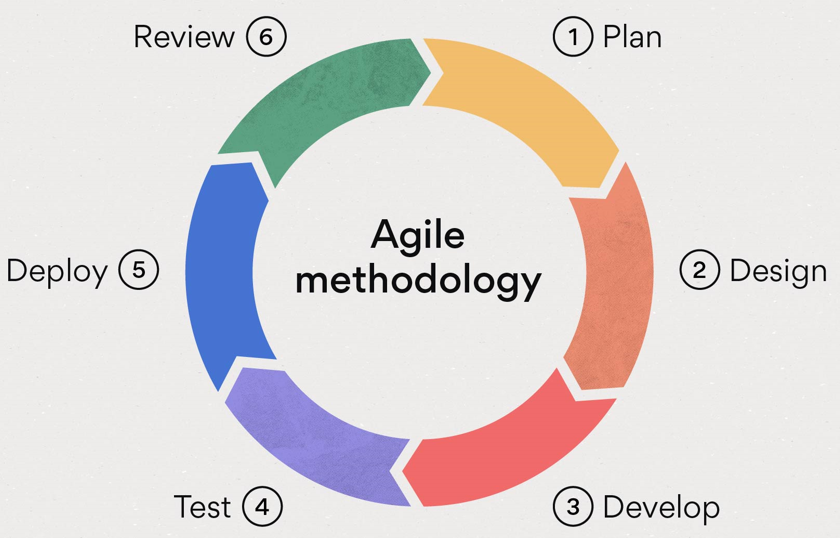 Review 6
1 Plan
Agile
methodology
Deploy 5
2 Design
Test 4
3 Develop